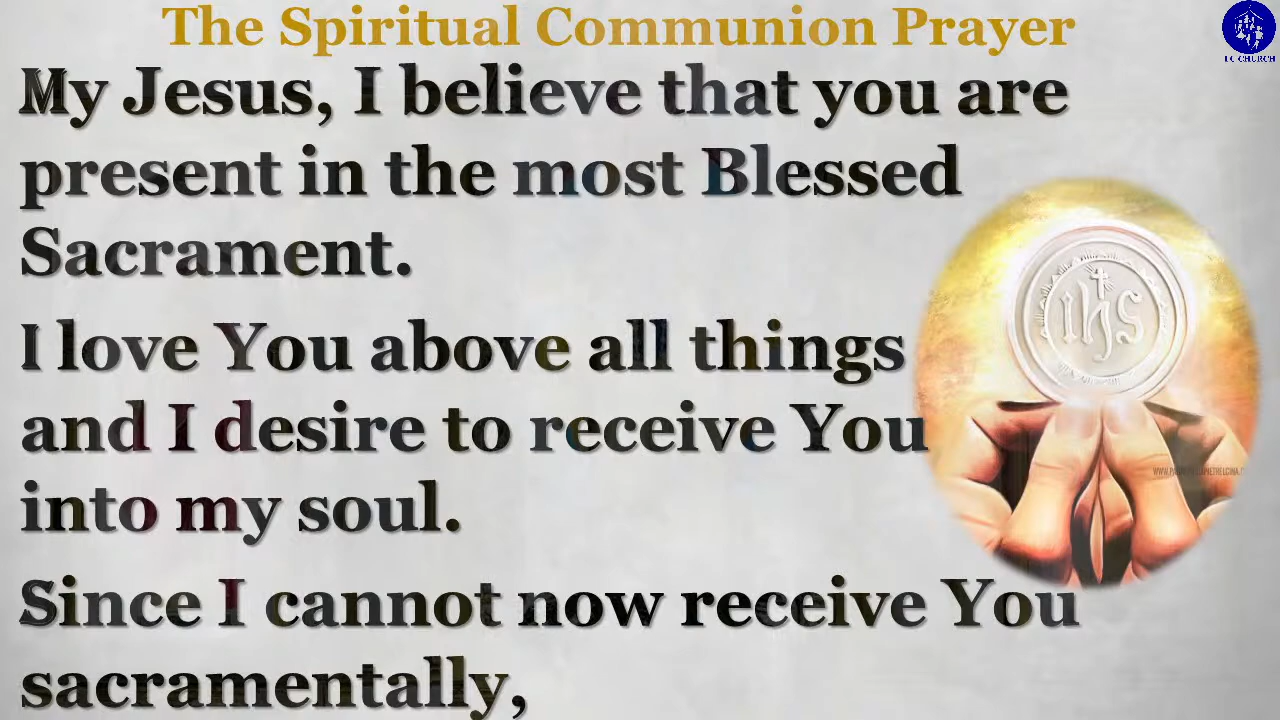 The Spiritual Communion Prayer
I C CHURCH
My Jesus, I believe that you are
present in the most Blessed
Sacrament.
I love You above all things
and I desire to receive You
into my soul.
Since I cannot now receive You
sacramentally,
ihs